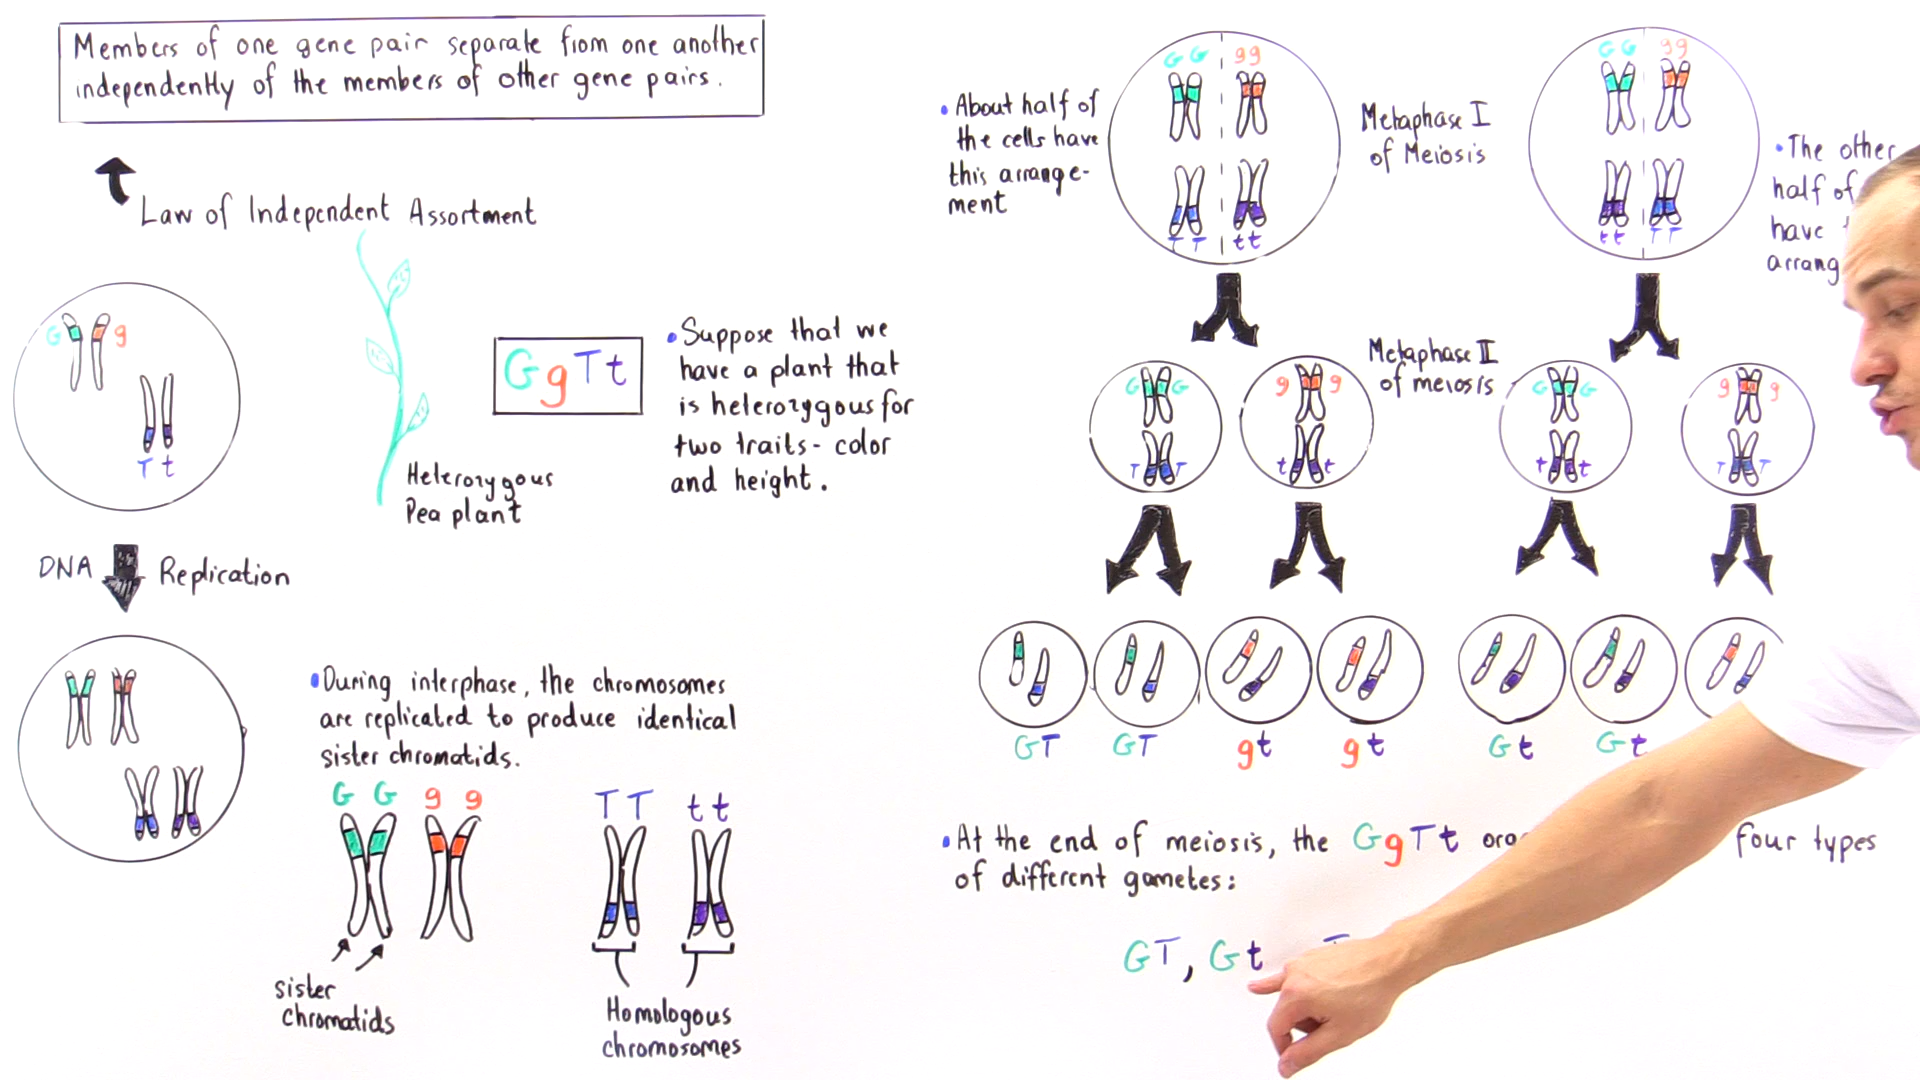 Members of one gene pair separate from one another
independently of the members of other gene pairs.
Law of Independent Assortment
G g
T t
Heterozygous
Pea plant
GgTt
• Suppose that we
have a plant that
is heterozygous for
two traits - color
and height.
DNA Replication
• During interphase, the chromosomes
are replicated to produce identical
sister chromatids.
G G g g
T T t t
sister
chromatids
Homologous
chromosomes
• About half of
the cells have
this arrange-
ment
G G g g
T T t t
Metaphase I
of Meiosis
G G g g
t t T T
• The other
half of
have
arrang
Metaphase II
of meiosis
G G
T T
g g
t t
G G
t t
g g
T T
GT GT gt gt Gt Gt
• At the end of meiosis, the GgTt four types
of different gametes:
GT, Gt T